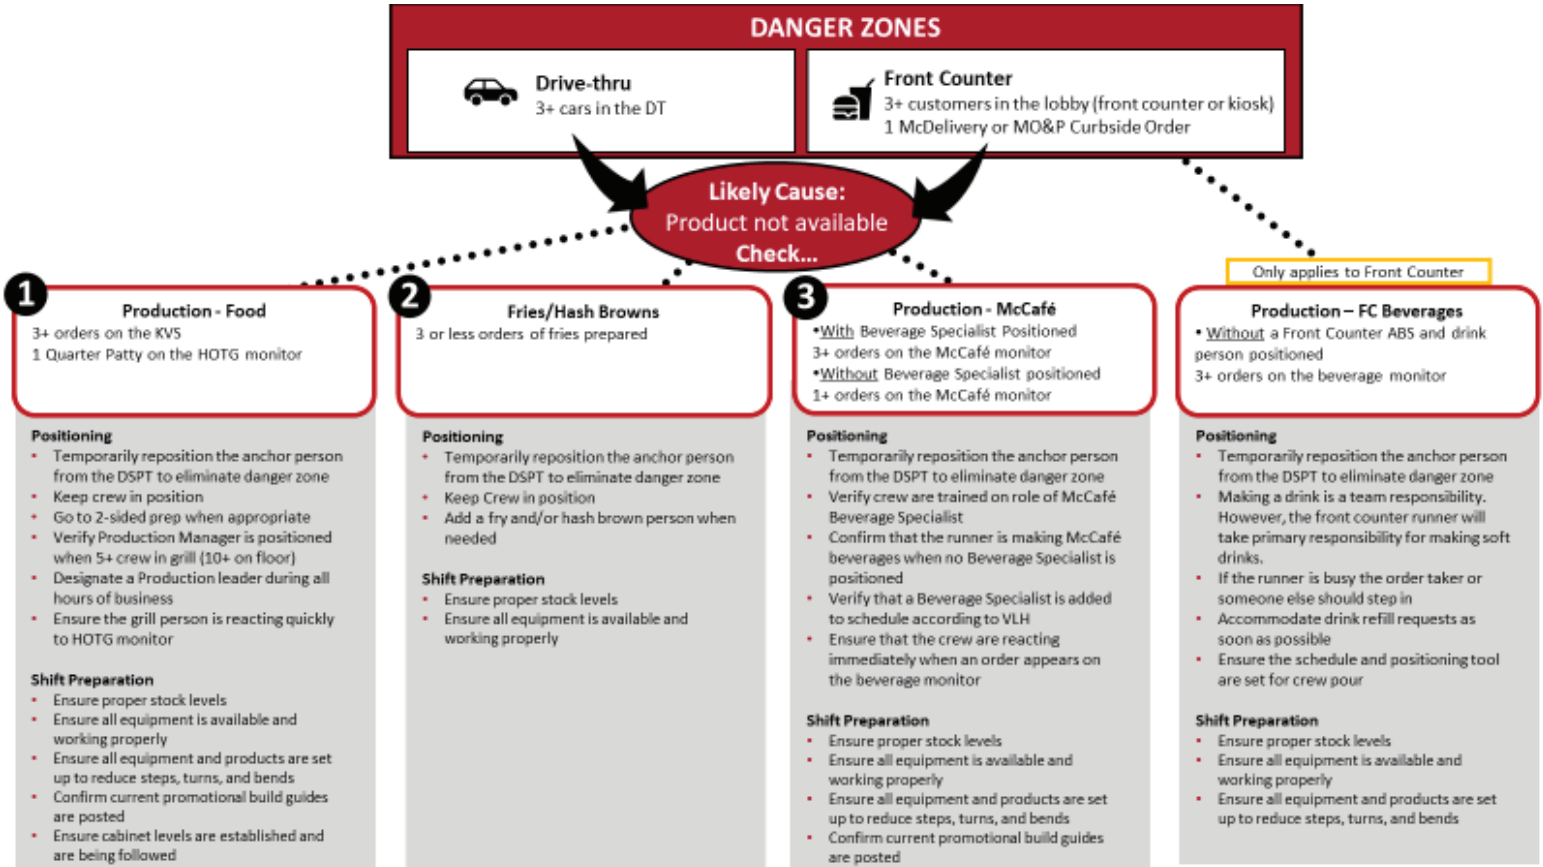 DANGER ZONES
Drive-thru
3+ cars in the DT
Front Counter
3+ customers in the lobby (front counter or kiosk)
1 McDelivery or MO&P Curbside Order
Likely Cause:
Product not available
Check...
Only applies to Front Counter
1
Production - Food
3+ orders on the KVS
1 Quarter Patty on the HOTG monitor
Positioning
• Temporarily reposition the anchor person
from the DSPT to eliminate danger zone
• Keep crew in position
• Go to 2-sided prep when appropriate
• Verify Production Manager is positioned
when 5+ crew in grill (10+ on floor)
• Designate a Production leader during all
hours of business
• Ensure the grill person is reacting quickly
to HOTG monitor
Shift Preparation
• Ensure proper stock levels
• Ensure all equipment is available and
working properly
• Ensure all equipment and products are set
up to reduce steps, turns, and bends
• Confirm current promotional build guides
are posted
• Ensure cabinet levels are established and
are being followed
2
Fries/Hash Browns
3 or less orders of fries prepared
Positioning
• Temporarily reposition the anchor person
from the DSPT to eliminate danger zone
• Keep Crew in position
• Add a fry and/or hash brown person when
needed
Shift Preparation
• Ensure proper stock levels
• Ensure all equipment is available and
working properly
3
Production - McCafé
•With Beverage Specialist Positioned
3+ orders on the McCafé monitor
•Without Beverage Specialist positioned
1+ orders on the McCafé monitor
Positioning
• Temporarily reposition the anchor person
from the DSPT to eliminate danger zone
• Verify crew are trained on role of McCafé
Beverage Specialist
• Confirm that the runner is making McCafé
beverages when no Beverage Specialist is
positioned
• Verify that a Beverage Specialist is added
to schedule according to VLH
• Ensure that the crew are reacting
immediately when an order appears on
the beverage monitor
Shift Preparation
• Ensure proper stock levels
• Ensure all equipment is available and
working properly
• Ensure all equipment and products are set
up to reduce steps, turns, and bends
• Confirm current promotional build guides
are posted
Production – FC Beverages
• Without a Front Counter ABS and drink
person positioned
3+ orders on the beverage monitor
Positioning
• Temporarily reposition the anchor person
from the DSPT to eliminate danger zone
• Making a drink is a team responsibility.
However, the front counter runner will
take primary responsibility for making soft
drinks.
• If the runner is busy the order taker or
someone else should step in
• Accommodate drink refill requests as
soon as possible
• Ensure the schedule and positioning tool
are set for crew pour
Shift Preparation
• Ensure proper stock levels
• Ensure all equipment is available and
working properly
• Ensure all equipment and products are set
up to reduce steps, turns, and bends